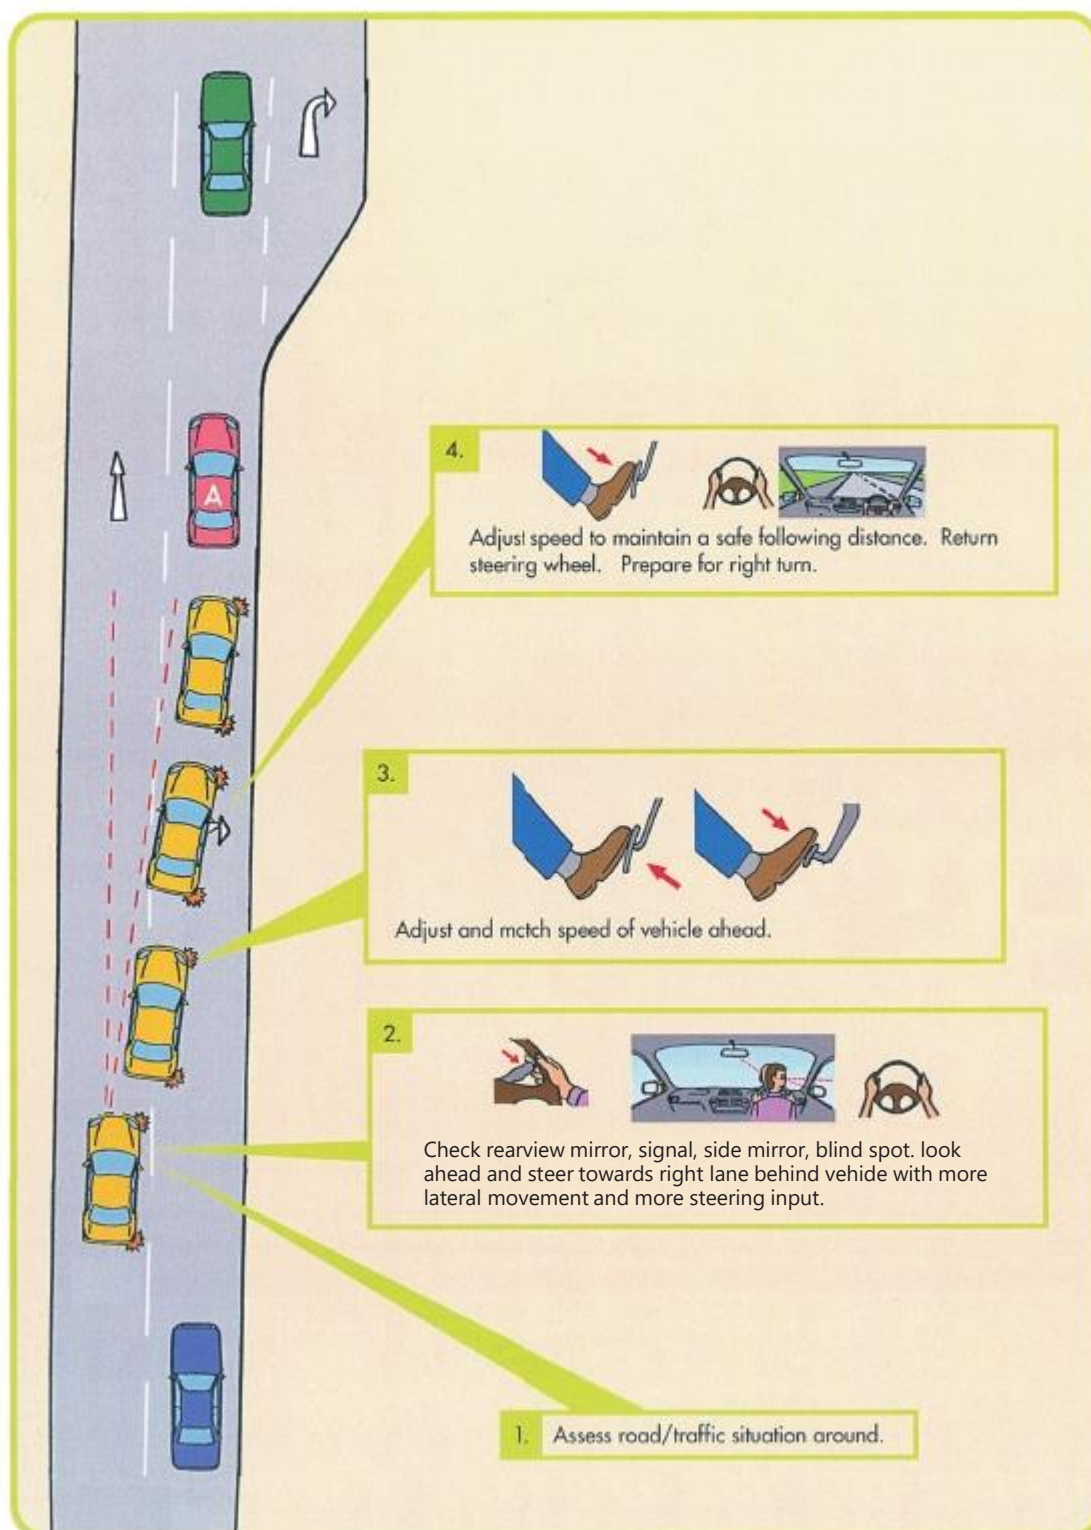 A
4.
Adjust speed to maintain a safe following distance. Return
steering wheel. Prepare for right turn.
3.
Adjust and mctch speed of vehicle ahead.
2.
Check rearview mirror, signal, side mirror, blind spot. look
ahead and steer towards right lane behind vehide with more
lateral movement and more steering input.
1. Assess road/traffic situation around.